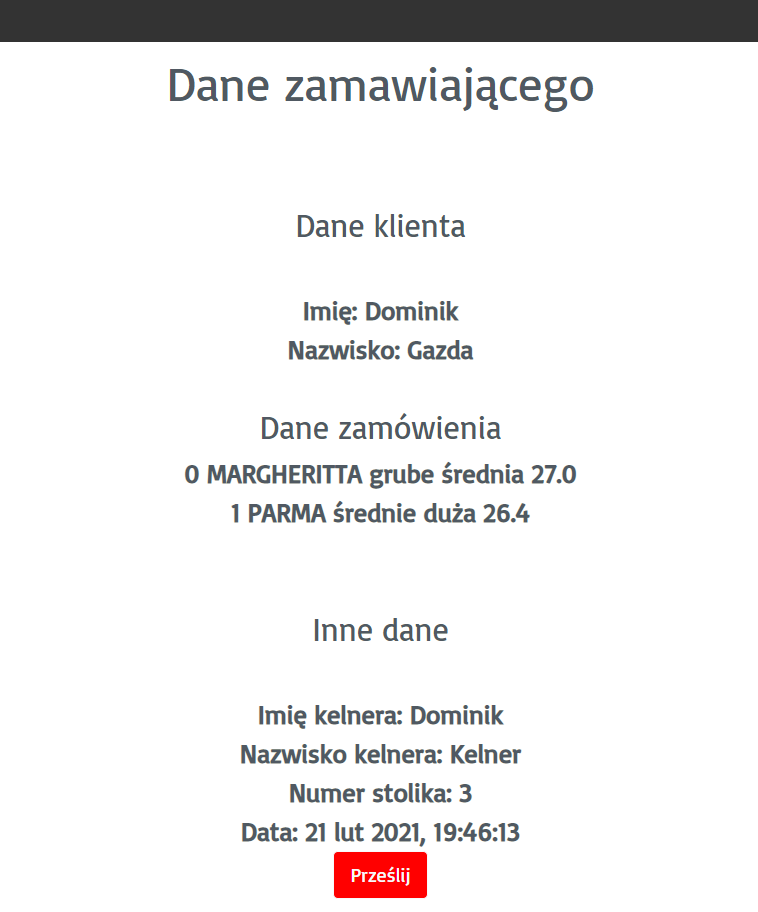 Dane zamawiającego
Dane klienta
Imię: Dominik
Nazwisko: Gazda
Dane zamówienia
0 MARGHERITTA grube średnia 27.0
1 PARMA średnie duża 26.4
Inne dane
Imię kelnera: Dominik
Nazwisko kelnera: Kelner
Numer stolika: 3
Data: 21 lut 2021, 19:46:13
Prześlij